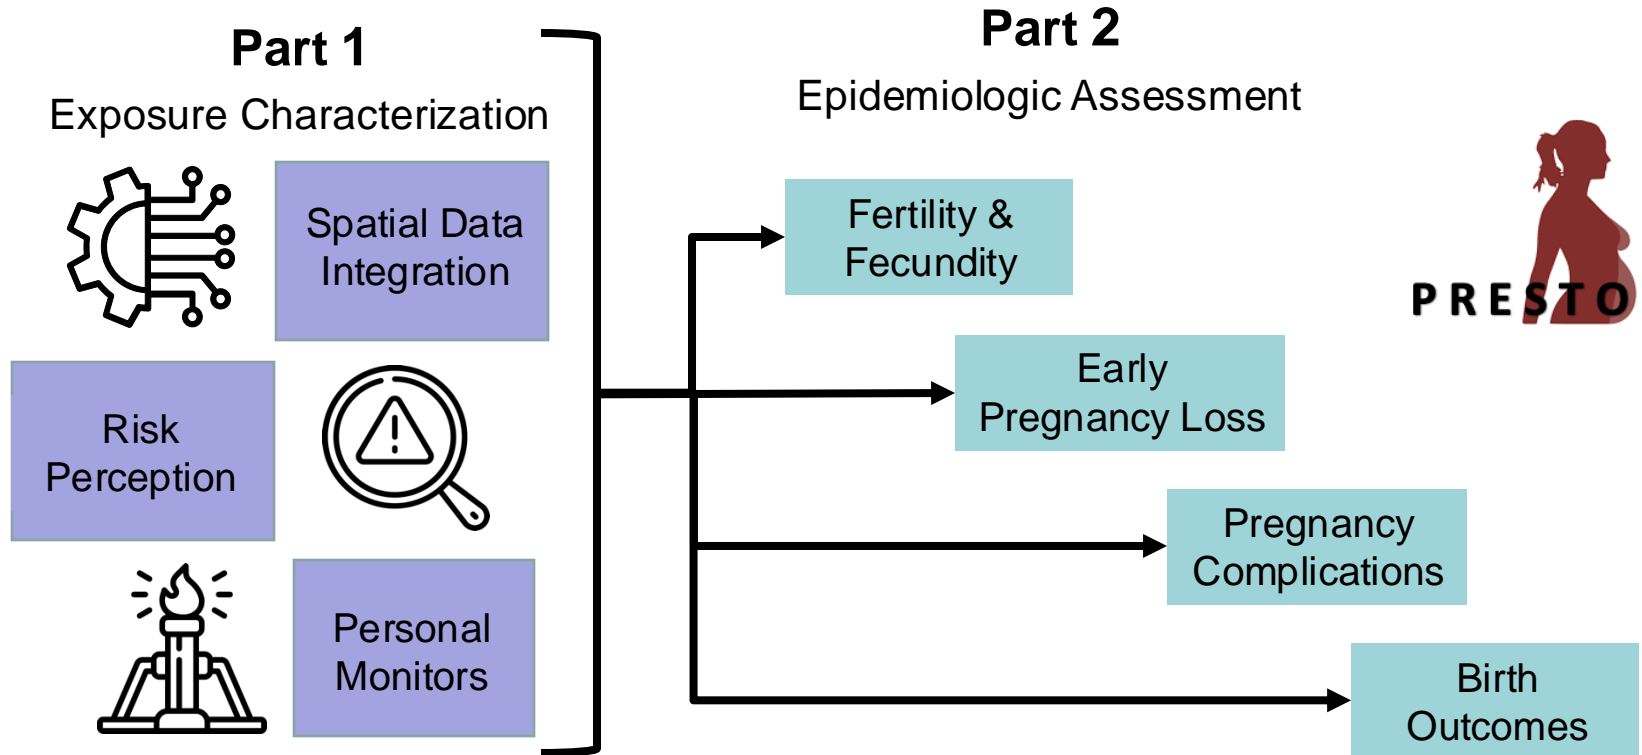 Part 1
Exposure Characterization
Spatial Data
Integration
Risk
Perception
Personal
Monitors
Part 2
Epidemiologic Assessment
Fertility &
Fecundity
Early
Pregnancy Loss
Pregnancy
Complications
Birth
Outcomes
PRESTO